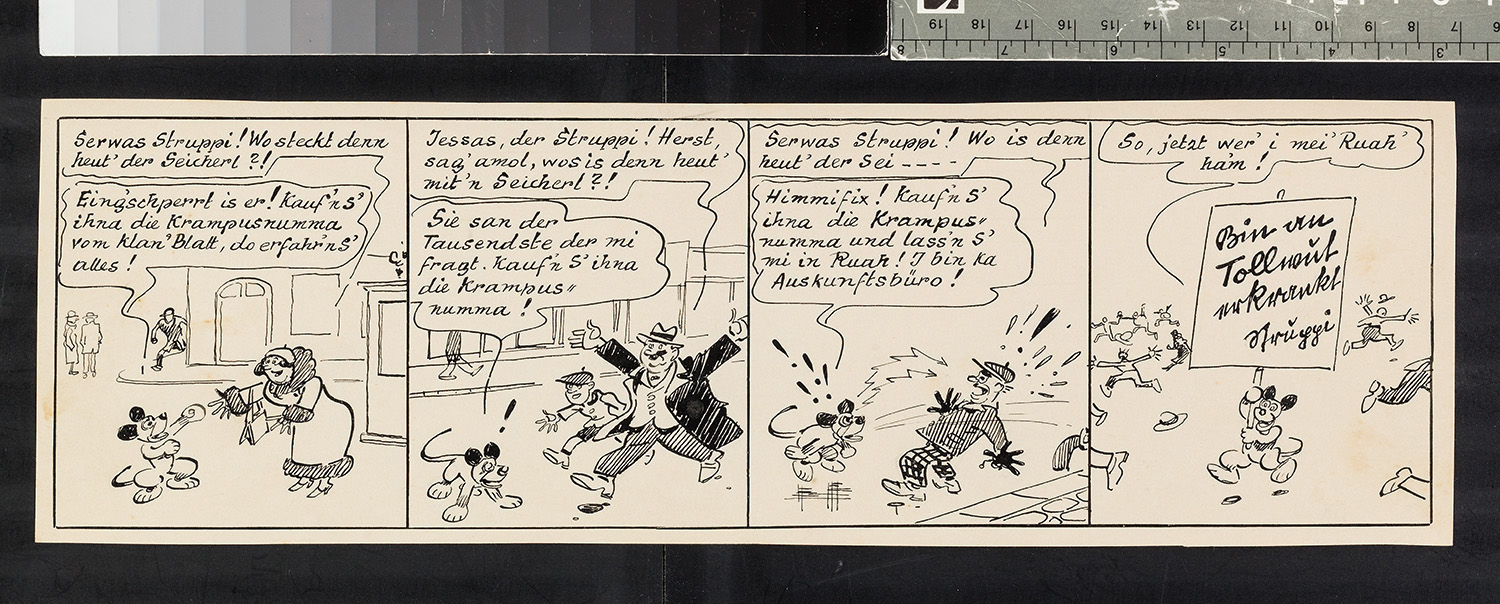 Serwas Struppi! Wo steckt denn
heut' der Seicherl?!
Eing'schperrt is er! Kauf'n S'
ihna die Krampusnumma
vom Klan' Blatt, do erfahr'n S'
alles!
Jessas, der Struppi! Herst,
sag' amol, wos is denn heut'
mit'n Seicherl?!
Sie san der
Tausendste der mi
fragt. Kauf'n S' ihna
die Krampus=
numma!
Serwas Struppi! Wo is denn
heut' der Sei ----
Himmifix! Kauf'n S'
ihna die Krampus=
numma und lass'n S'
mi in Ruah! I bin ka
Auskunftsbüro!
So, jetzt wer' i mei' Ruah'
ha'm!
Bin an
Tollwut
erkrankt
Struppi
19 18 17 16 15 14 13 12 11 10 9 8 7 6
8 7 6 5 4 3